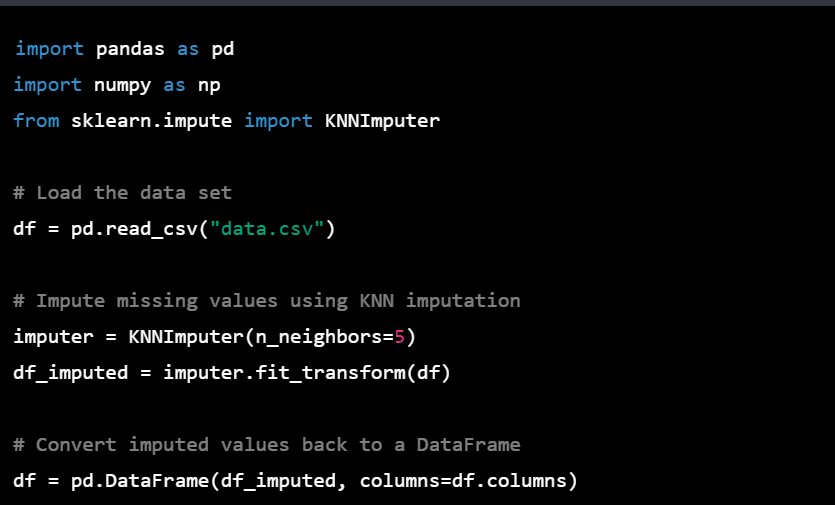 import pandas as pd
import numpy as np
from sklearn.impute import KNNImputer
# Load the data set
df = pd.read_csv("data.csv")
# Impute missing values using KNN imputation
imputer = KNNImputer(n_neighbors=5)
df_imputed = imputer.fit_transform(df)
# Convert imputed values back to a DataFrame
df = pd.DataFrame(df_imputed, columns=df.columns)